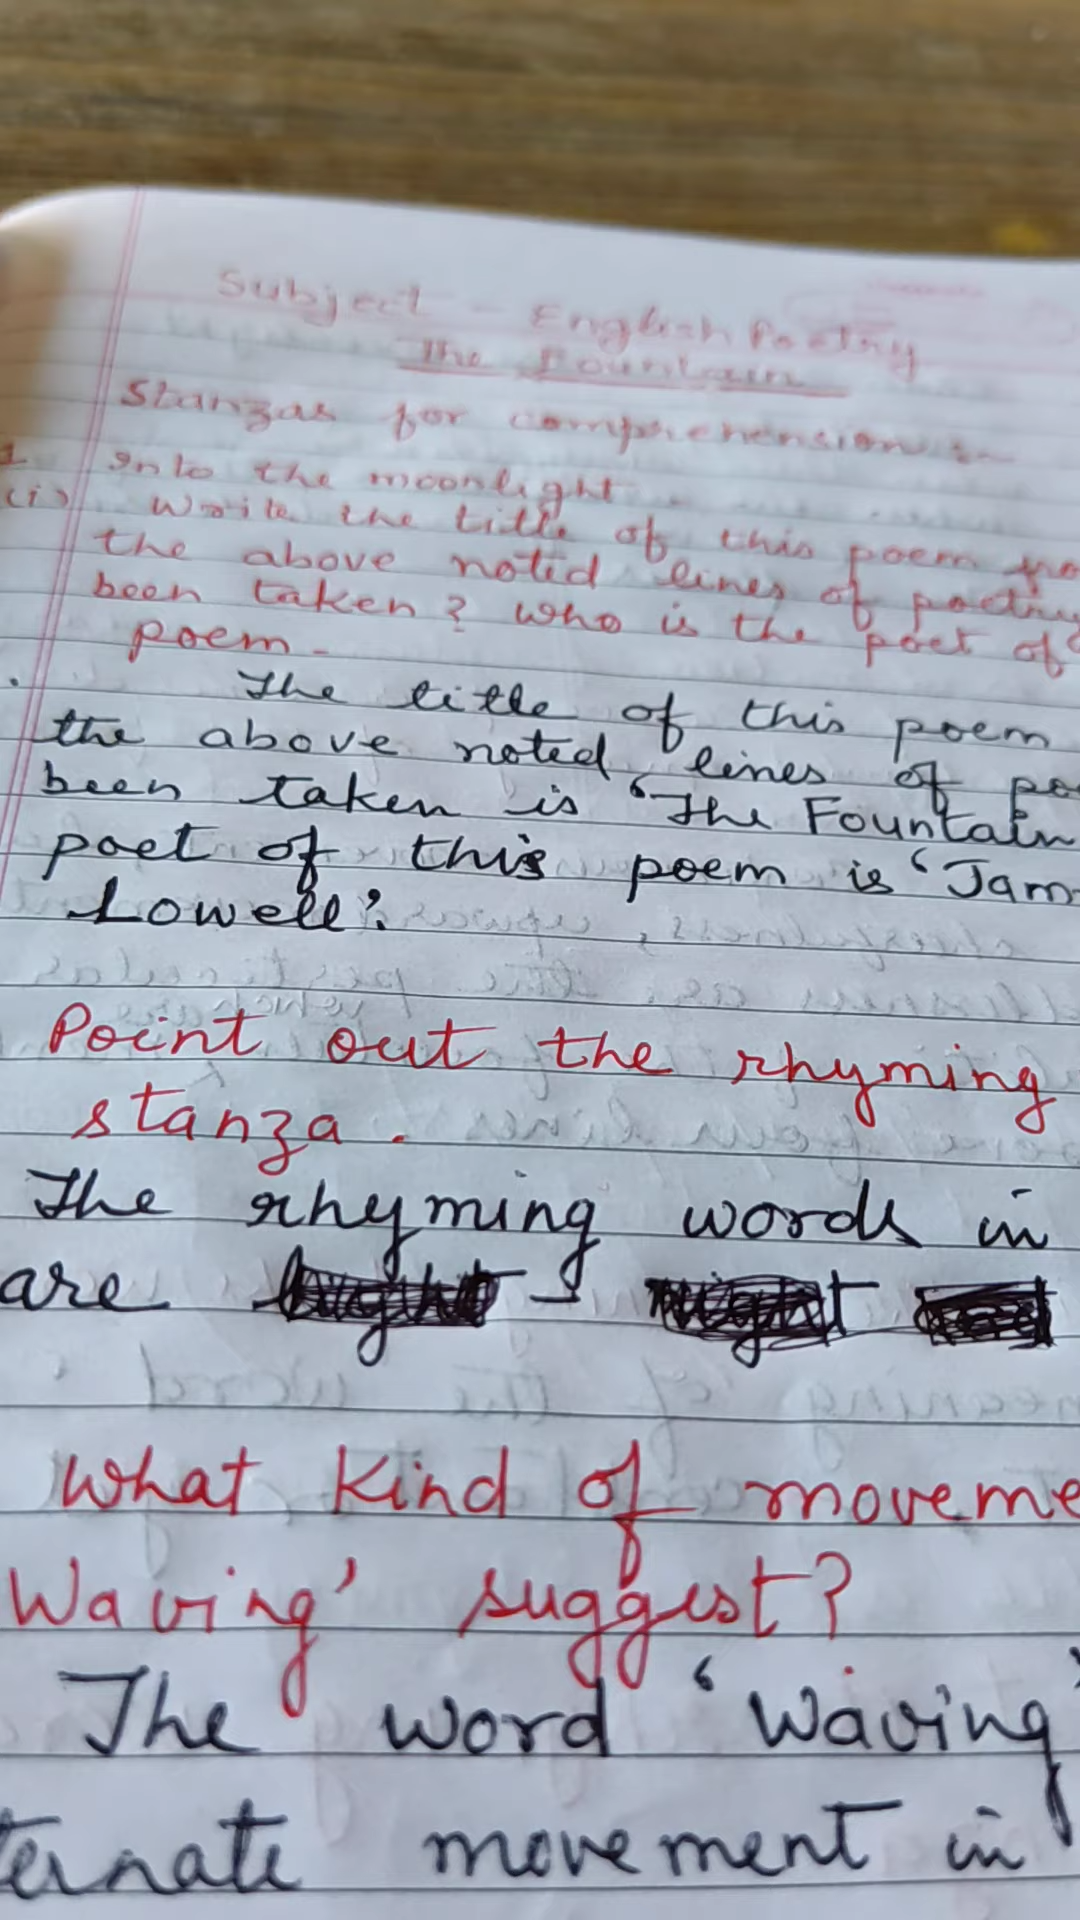 Subject - English Poetry
The Fountain
Stanzas for comprehension :-
1. Into the moonlight
(i) Write the title of this poem
the above noted lines of poetry
been taken? Who is the poet of
poem.
The title of this poem
the above noted lines of po
been taken is 'The Fountain
poet of this poem is 'Jam
Lowell'.
Point out the rhyming
stanza.
The rhyming words in
are
What kind of moveme
Waving' suggest?
The word 'Waving'
ternate movement in